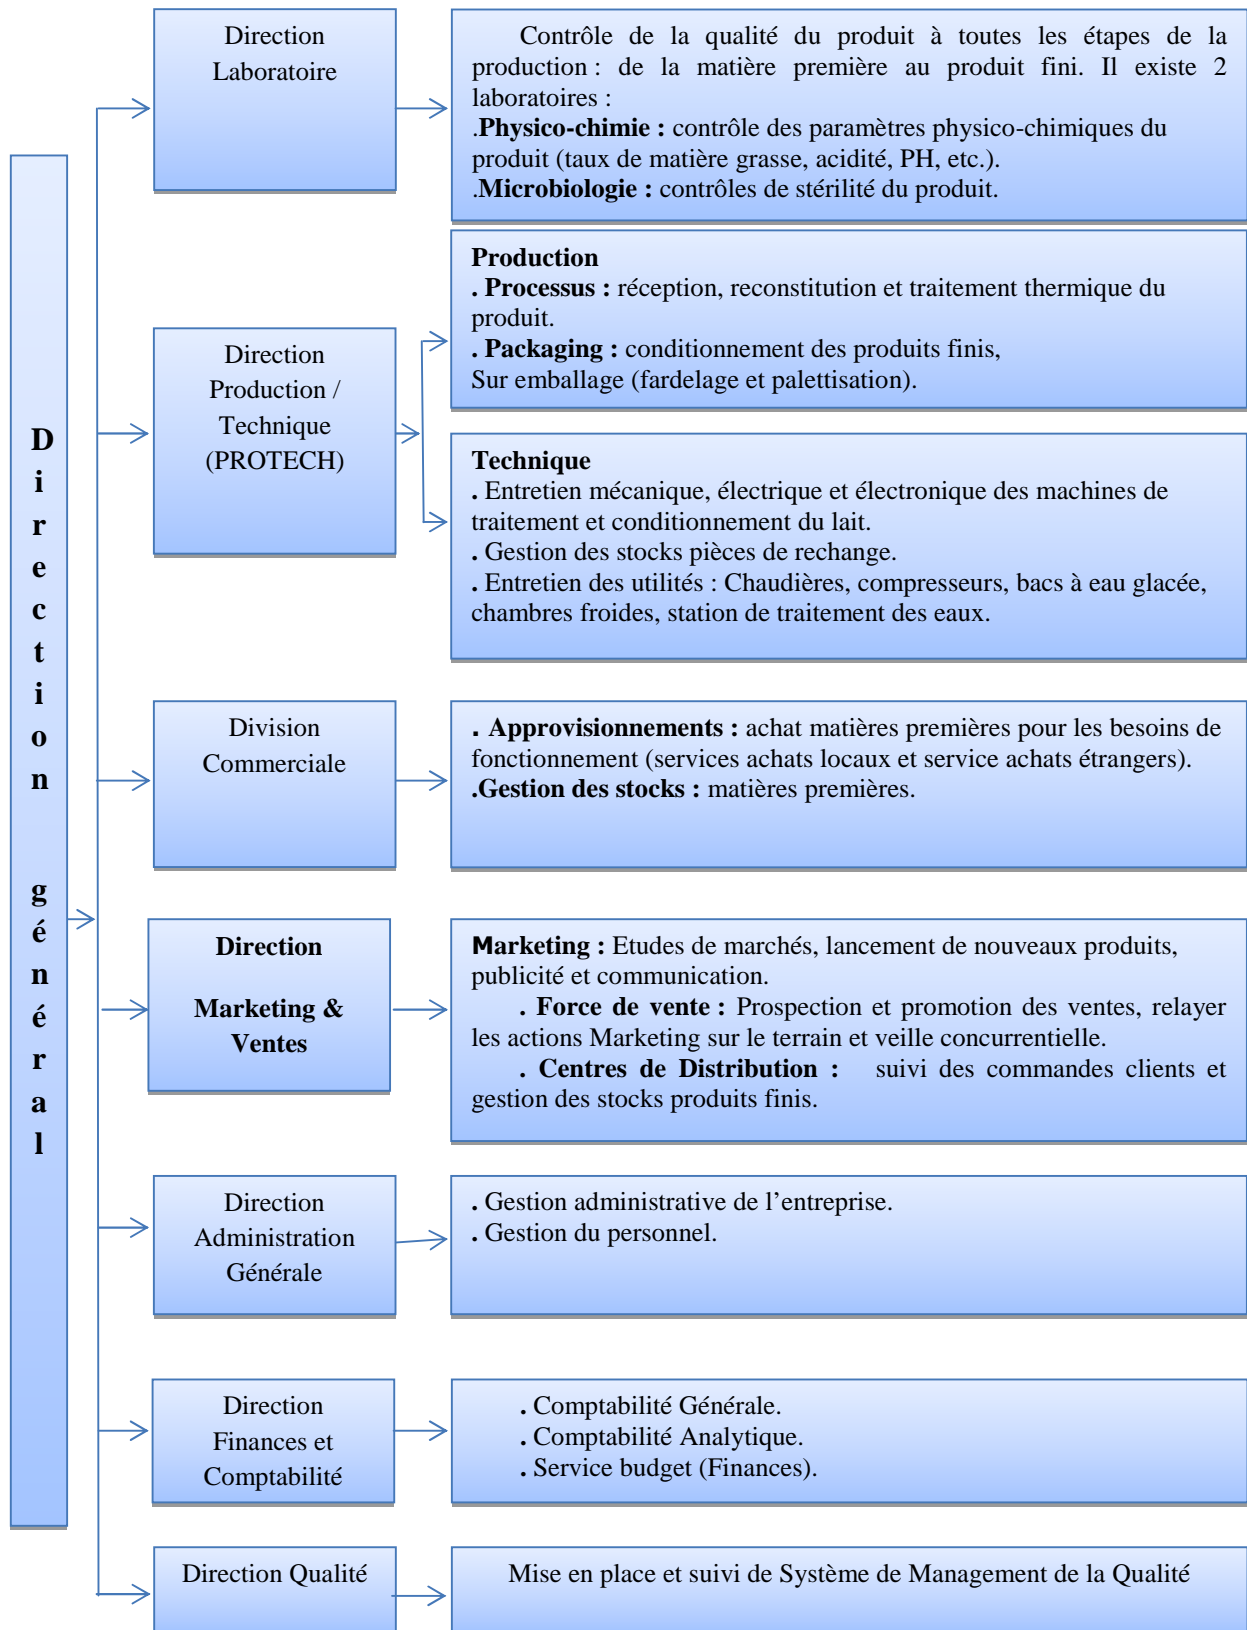 Direction général
Direction
Laboratoire
Contrôle de la qualité du produit à toutes les étapes de la
production : de la matière première au produit fini. Il existe 2
laboratoires :
.Physico-chimie : contrôle des paramètres physico-chimiques du
produit (taux de matière grasse, acidité, PH, etc.).
.Microbiologie : contrôles de stérilité du produit.
Direction
Production /
Technique
(PROTECH)
Production
. Processus : réception, reconstitution et traitement thermique du
produit.
. Packaging : conditionnement des produits finis,
Sur emballage (fardelage et palettisation).
Technique
. Entretien mécanique, électrique et électronique des machines de
traitement et conditionnement du lait.
. Gestion des stocks pièces de rechange.
. Entretien des utilités : Chaudières, compresseurs, bacs à eau glacée,
chambres froides, station de traitement des eaux.
Division
Commerciale
. Approvisionnements : achat matières premières pour les besoins de
fonctionnement (services achats locaux et service achats étrangers).
.Gestion des stocks : matières premières.
Direction
Marketing &
Ventes
Marketing : Etudes de marchés, lancement de nouveaux produits,
publicité et communication.
. Force de vente : Prospection et promotion des ventes, relayer
les actions Marketing sur le terrain et veille concurrentielle.
. Centres de Distribution : suivi des commandes clients et
gestion des stocks produits finis.
Direction
Administration
Générale
. Gestion administrative de l’entreprise.
. Gestion du personnel.
Direction
Finances et
Comptabilité
. Comptabilité Générale.
. Comptabilité Analytique.
. Service budget (Finances).
Direction Qualité
Mise en place et suivi de Système de Management de la Qualité